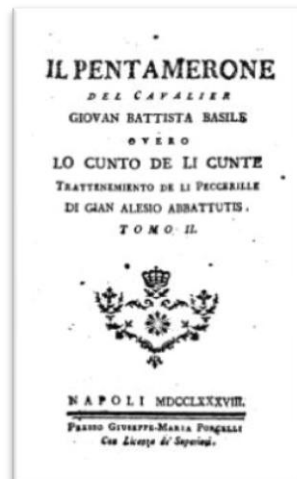 IL PENTAMERONE
DEL CAVALIER
GIOVAN BATTISTA BASILE
OVERO
LO CUNTO DE LI CUNTE
TRATTENEMIENTO DE LI PECCERILLE
DI GIAN ALESIO ABBATTUTIS.
TOMO II.
NAPOLI MDCCLXXXVIII.
PRESSO GIUSEPPE-MARIA PORCELLI
Con Licenza de' Superiori.